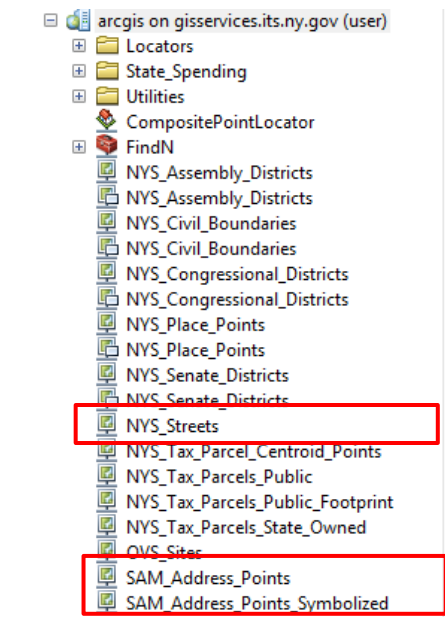 arcgis on gisservices.its.ny.gov (user)
Locators
State_Spending
Utilities
CompositePointLocator
FindN
NYS_Assembly_Districts
NYS_Assembly_Districts
NYS_Civil_Boundaries
NYS_Civil_Boundaries
NYS_Congressional_Districts
NYS_Congressional_Districts
NYS_Place_Points
NYS_Place_Points
NYS_Senate_Districts
NYS_Senate_Districts
NYS_Streets
NYS_Tax_Parcel_Centroid_Points
NYS_Tax_Parcels_Public
NYS_Tax_Parcels_Public_Footprint
NYS_Tax_Parcels_State_Owned
OVS_Sites
SAM_Address_Points
SAM_Address_Points_Symbolized